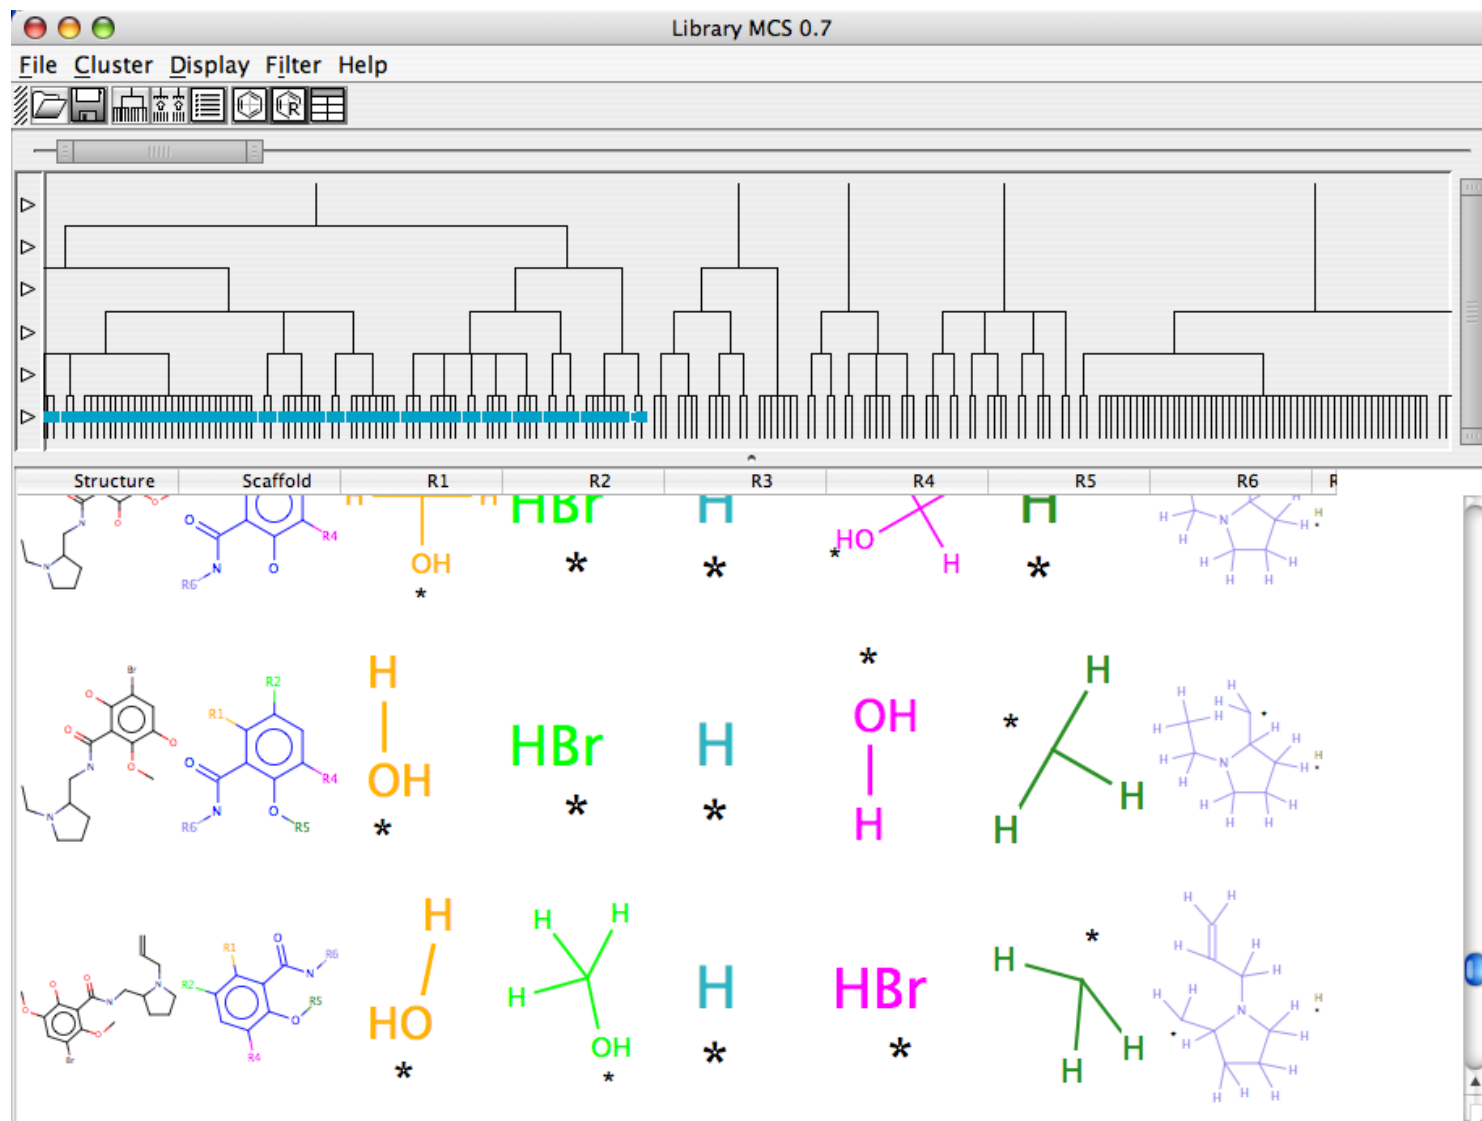 Library MCS 0.7
File Cluster Display Filter Help
R
Structure Scaffold R1 R2 R3 R4 R5 R6 R
H H HBr H H H H
O R4 HO N H *
N OH * * * H * H H
N R6 N O * H H H H
Br H * H H H
O R2 H
R1 OH * H H * H
O O HBr H H H
N O R4 OH N H *
R6 N O R5 * * * H H H H H
N H H H
H H H H H
O O R1 O R6 H H * H H
O N N R2 N H H H
O O R5 H HBr H H N H *
Br O HO H * H H
R4 * OH * * H H H H H
* H H H